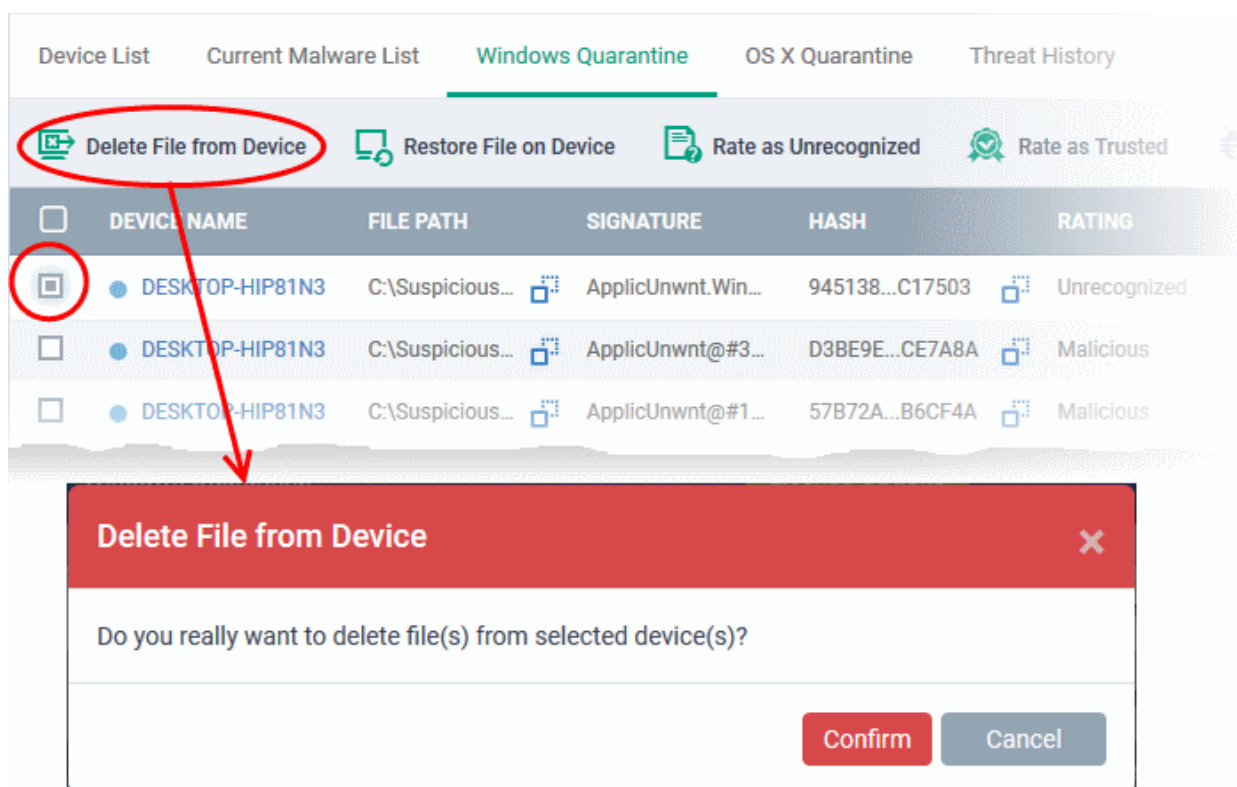 Device List Current Malware List Windows Quarantine OS X Quarantine Threat History
Delete File from Device Restore File on Device Rate as Unrecognized Rate as Trusted
DEVICE NAME FILE PATH SIGNATURE HASH RATING
DESKTOP-HIP81N3 C:\Suspicious... ApplicUnwnt.Win... 945138...C17503 Unrecognized
DESKTOP-HIP81N3 C:\Suspicious... ApplicUnwnt@#3... D3BE9E...CE7A8A Malicious
DESKTOP-HIP81N3 C:\Suspicious... ApplicUnwnt@#1... 57B72A...B6CF4A Malicious
Delete File from Device
Do you really want to delete file(s) from selected device(s)?
Confirm Cancel